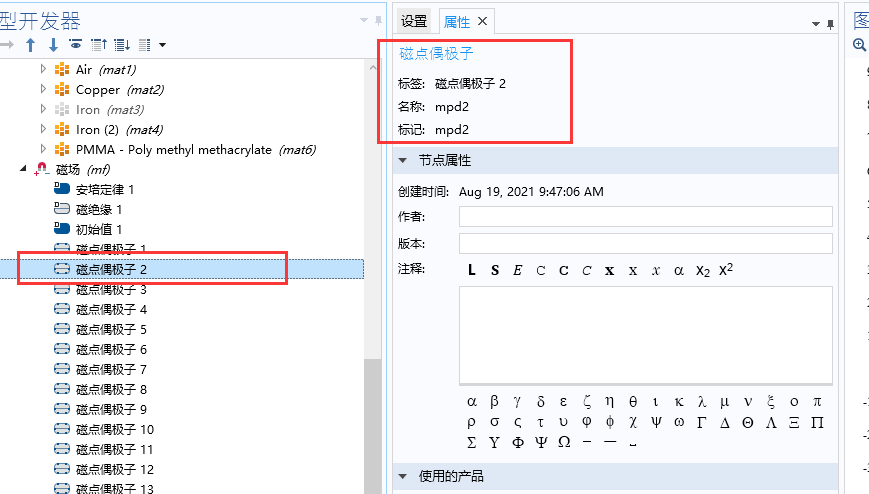 型开发器
Air (mat1)
Copper (mat2)
Iron (mat3)
Iron (2) (mat4)
PMMA - Poly methyl methacrylate (mat6)
磁场 (mf)
安培定律 1
磁绝缘 1
初始值 1
磁点偶极子 1
磁点偶极子 2
磁点偶极子 3
磁点偶极子 4
磁点偶极子 5
磁点偶极子 6
磁点偶极子 7
磁点偶极子 8
磁点偶极子 9
磁点偶极子 10
磁点偶极子 11
磁点偶极子 12
磁点偶极子 13
设置 属性
磁点偶极子
标签: 磁点偶极子 2
名称: mpd2
标记: mpd2
节点属性
创建时间: Aug 19, 2021 9:47:06 AM
作者:
版本:
注释: L S E C C C x x x α x₂ x²
α β γ δ ε ζ η θ ι κ λ μ ν ξ ο π
ρ σ ς τ υ φ ϕ χ ψ ω Γ Δ Θ Λ Ξ Π
Σ Υ Φ Ψ Ω – —
使用的产品